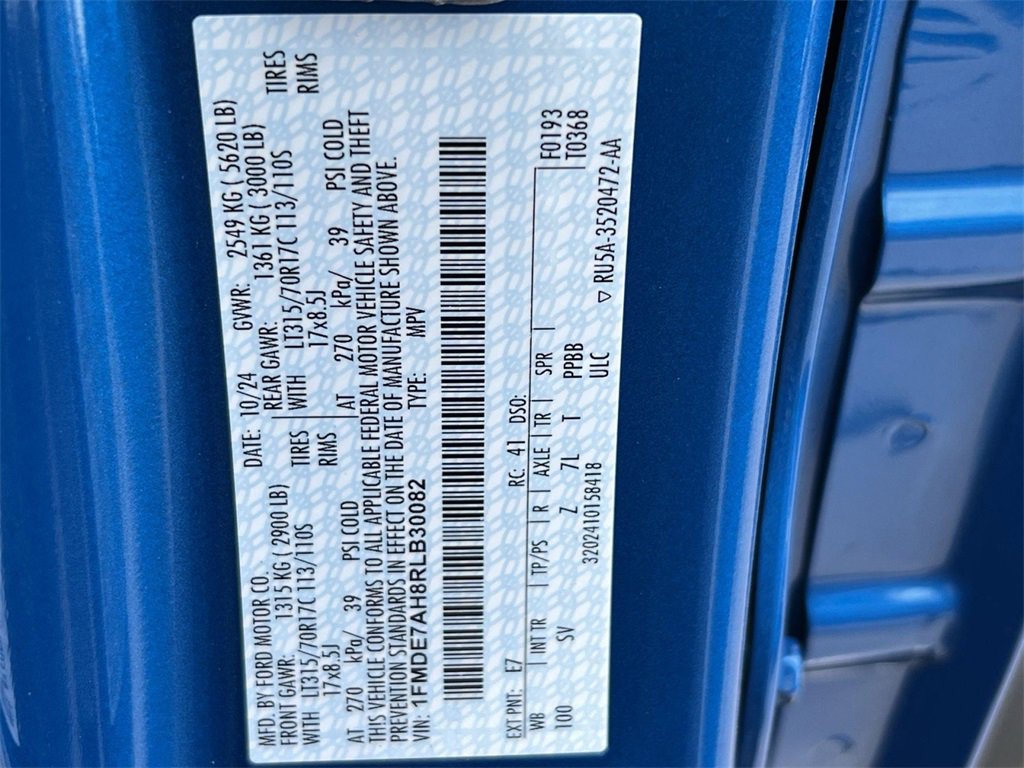 MFD. BY FORD MOTOR CO. DATE: 10/24 GVWR: 2549 KG ( 5620 LB)
FRONT GAWR: 1315 KG ( 2900 LB) REAR GAWR: 1361 KG ( 3000 LB)
WITH LT315/70R17C 113/110S TIRES WITH LT315/70R17C 113/110S TIRES
17x8.5J RIMS 17x8.5J RIMS
AT 270 kPa/ 39 PSI COLD AT 270 kPa/ 39 PSI COLD
THIS VEHICLE CONFORMS TO ALL APPLICABLE FEDERAL MOTOR VEHICLE SAFETY AND THEFT
PREVENTION STANDARDS IN EFFECT ON THE DATE OF MANUFACTURE SHOWN ABOVE.
VIN: 1FMDE7AH8RLB30082 TYPE: MPV
EXT PNT: E7 RC: 41 DSO: F0193
WB INT TR TP/PS R AXLE TR SPR T0368
100 SV Z 7L T PPBB
3202410158418 ULC ▽ RU5A-3520472-AA